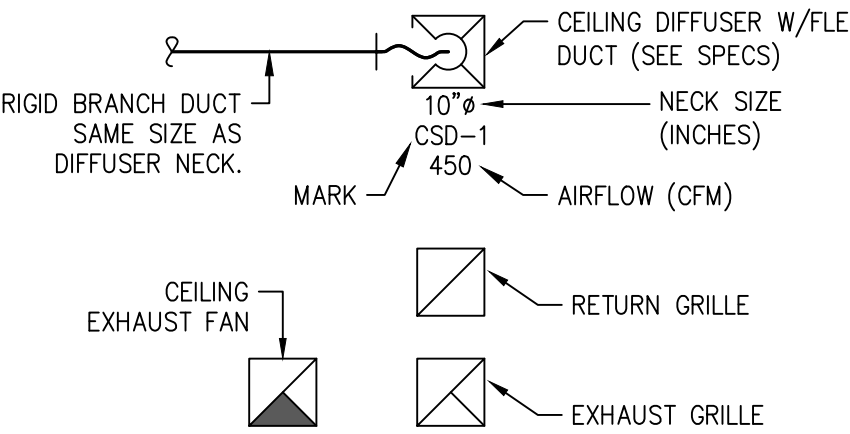 CEILING DIFFUSER W/FLE
DUCT (SEE SPECS)
RIGID BRANCH DUCT
SAME SIZE AS
DIFFUSER NECK.
10"ø
CSD-1
450
NECK SIZE
(INCHES)
MARK
AIRFLOW (CFM)
CEILING
EXHAUST FAN
RETURN GRILLE
EXHAUST GRILLE